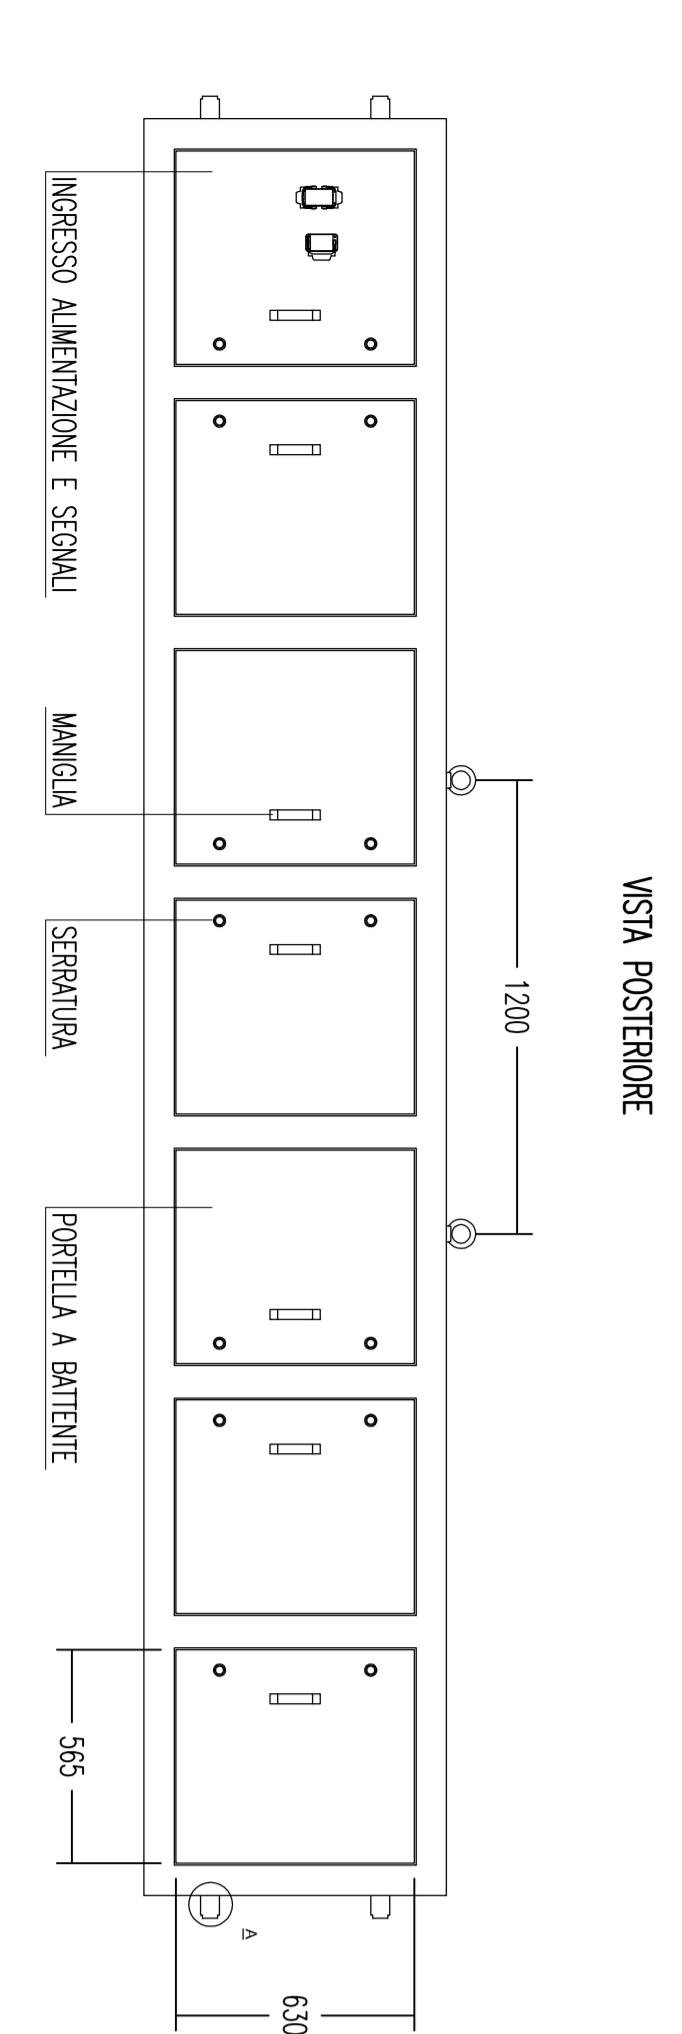 VISTA POSTERIORE
1200
INGRESSO ALIMENTAZIONE E SEGNALI
MANIGLIA
SERRATURA
PORTELLA A BATTENTE
565
A
630